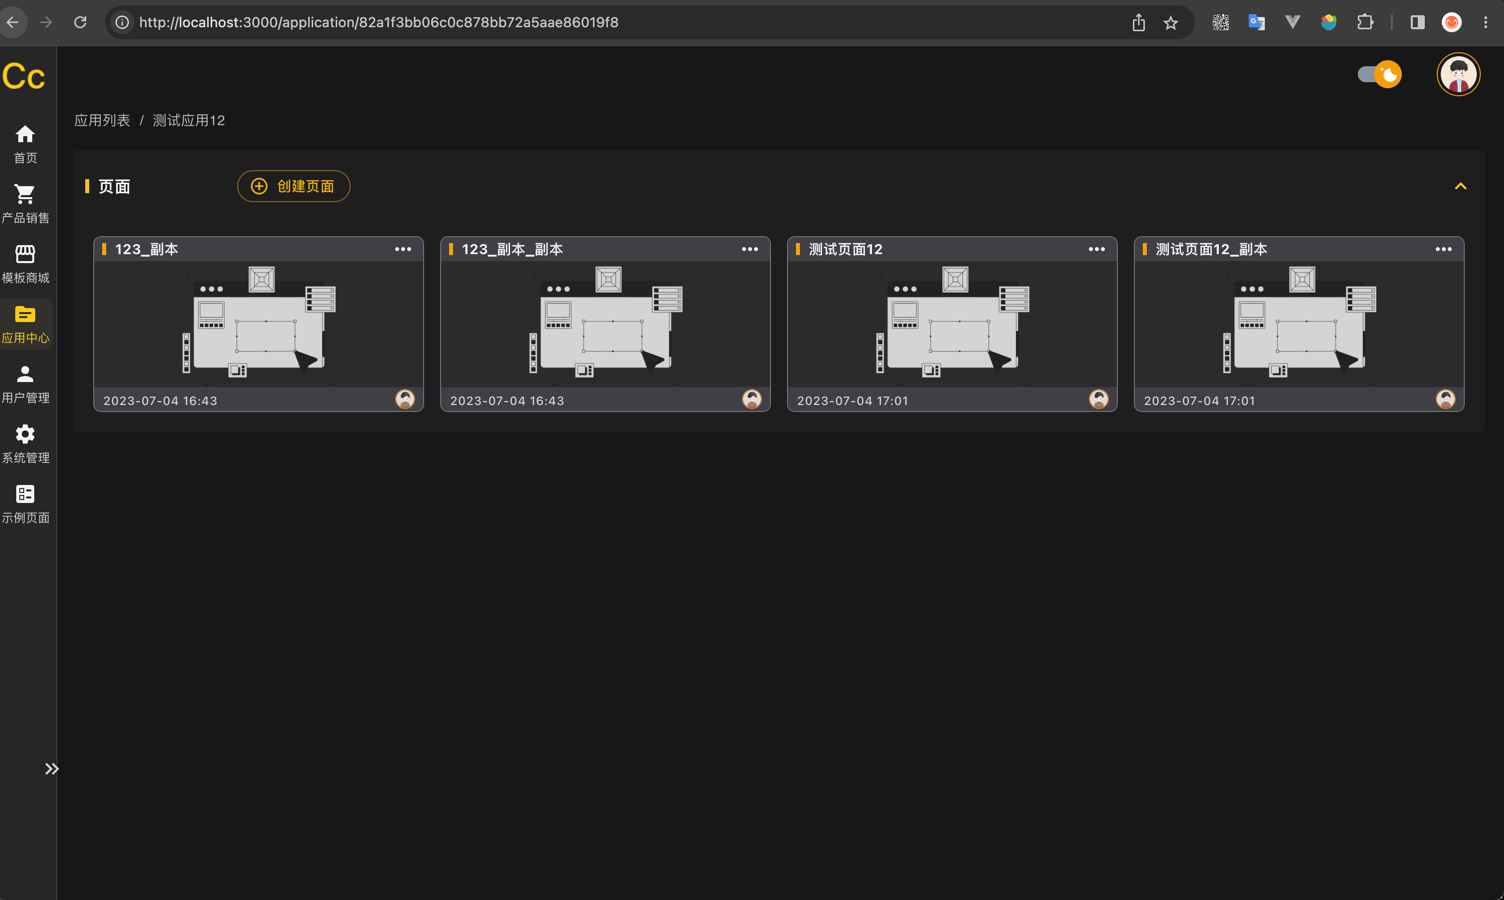 http://localhost:3000/application/82a1f3bb06c0c878bb72a5aae86019f8
Cc
首页
产品销售
模板商城
应用中心
用户管理
系统管理
示例页面
应用列表 / 测试应用12
页面
创建页面
123_副本
123_副本_副本
测试页面12
测试页面12_副本
2023-07-04 16:43
2023-07-04 16:43
2023-07-04 17:01
2023-07-04 17:01